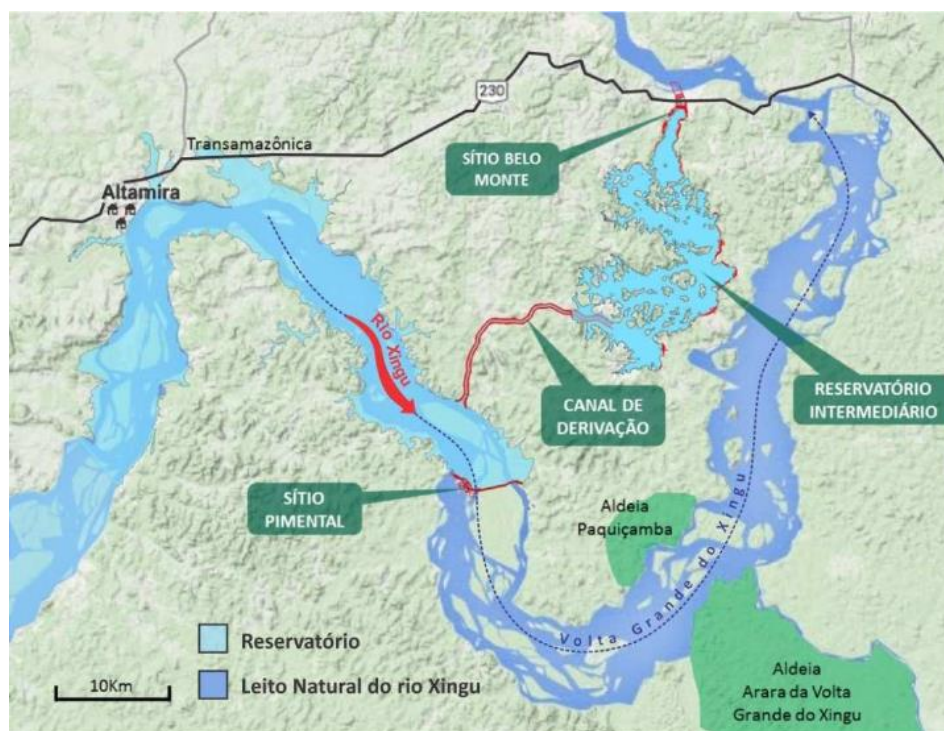 230
Transamazônica
SÍTIO BELO
MONTE
Altamira
Rio Xingu
CANAL DE
DERIVAÇÃO
RESERVATÓRIO
INTERMEDIÁRIO
SÍTIO
PIMENTAL
Aldeia
Paquiçamba
Volta Grande do Xingu
Reservatório
Leito Natural do rio Xingu
10Km
Aldeia
Arara da Volta
Grande do Xingu